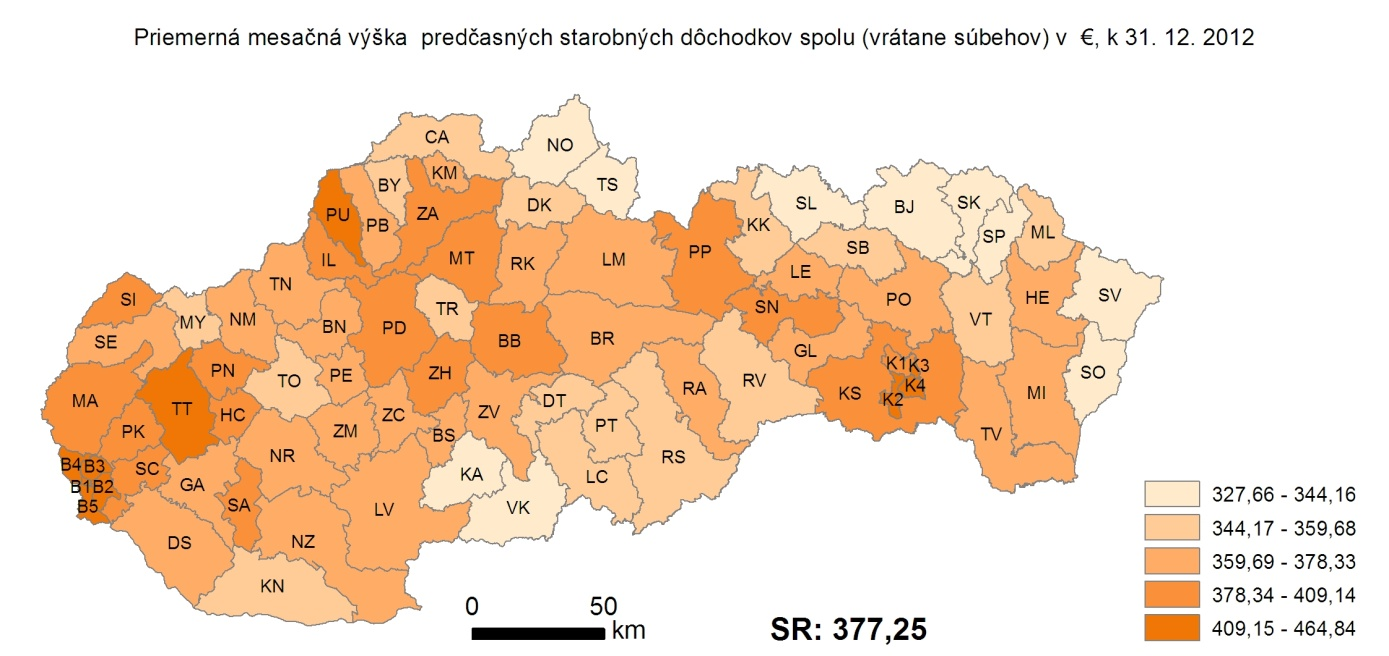 Priemerná mesačná výška predčasných starobných dôchodkov spolu (vrátane súbehov) v €, k 31. 12. 2012
CA
NO
KM
BY
TS
DK
PU
PB
ZA
KK
SL
BJ
SK
SP
ML
IL
MT
RK
LM
PP
SB
LE
TN
SI
MY
NM
BN
PD
TR
SN
PO
HE
SV
VT
SE
BB
BR
GL
K1
K3
PN
TO
PE
ZH
RA
RV
KS
K4
K2
SO
MI
MA
TT
HC
ZC
ZV
DT
PK
ZM
BS
PT
TV
B4
B3
SC
NR
KA
RS
B1
B2
GA
LC
B5
SA
LV
VK
DS
NZ
KN
327,66 - 344,16
344,17 - 359,68
359,69 - 378,33
378,34 - 409,14
409,15 - 464,84
0 50
km
SR: 377,25